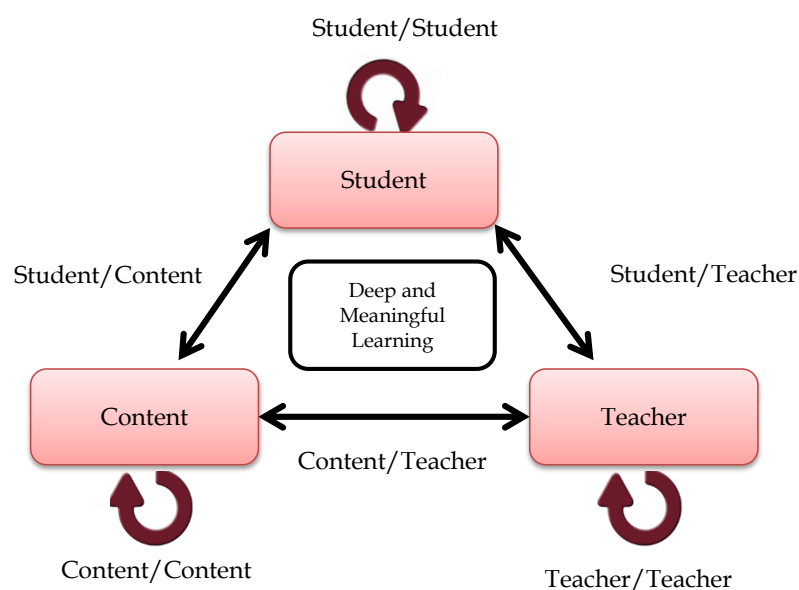 Student/Student
Student
Student/Content
Student/Teacher
Deep and
Meaningful
Learning
Content
Teacher
Content/Teacher
Content/Content
Teacher/Teacher